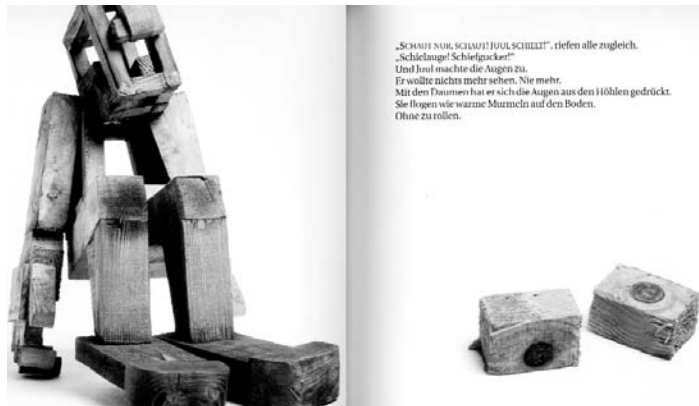 „SCHAUT NUR, SCHAUT! JUUL SCHIELT!“, riefen alle zugleich.
„Schielauge! Schiefgucker!“
Und Juul machte die Augen zu.
Er wollte nichts mehr sehen. Nie mehr.
Mit den Daumen hat er sich die Augen aus den Höhlen gedrückt.
Sie flogen wie warme Murmeln auf den Boden.
Ohne zu rollen.